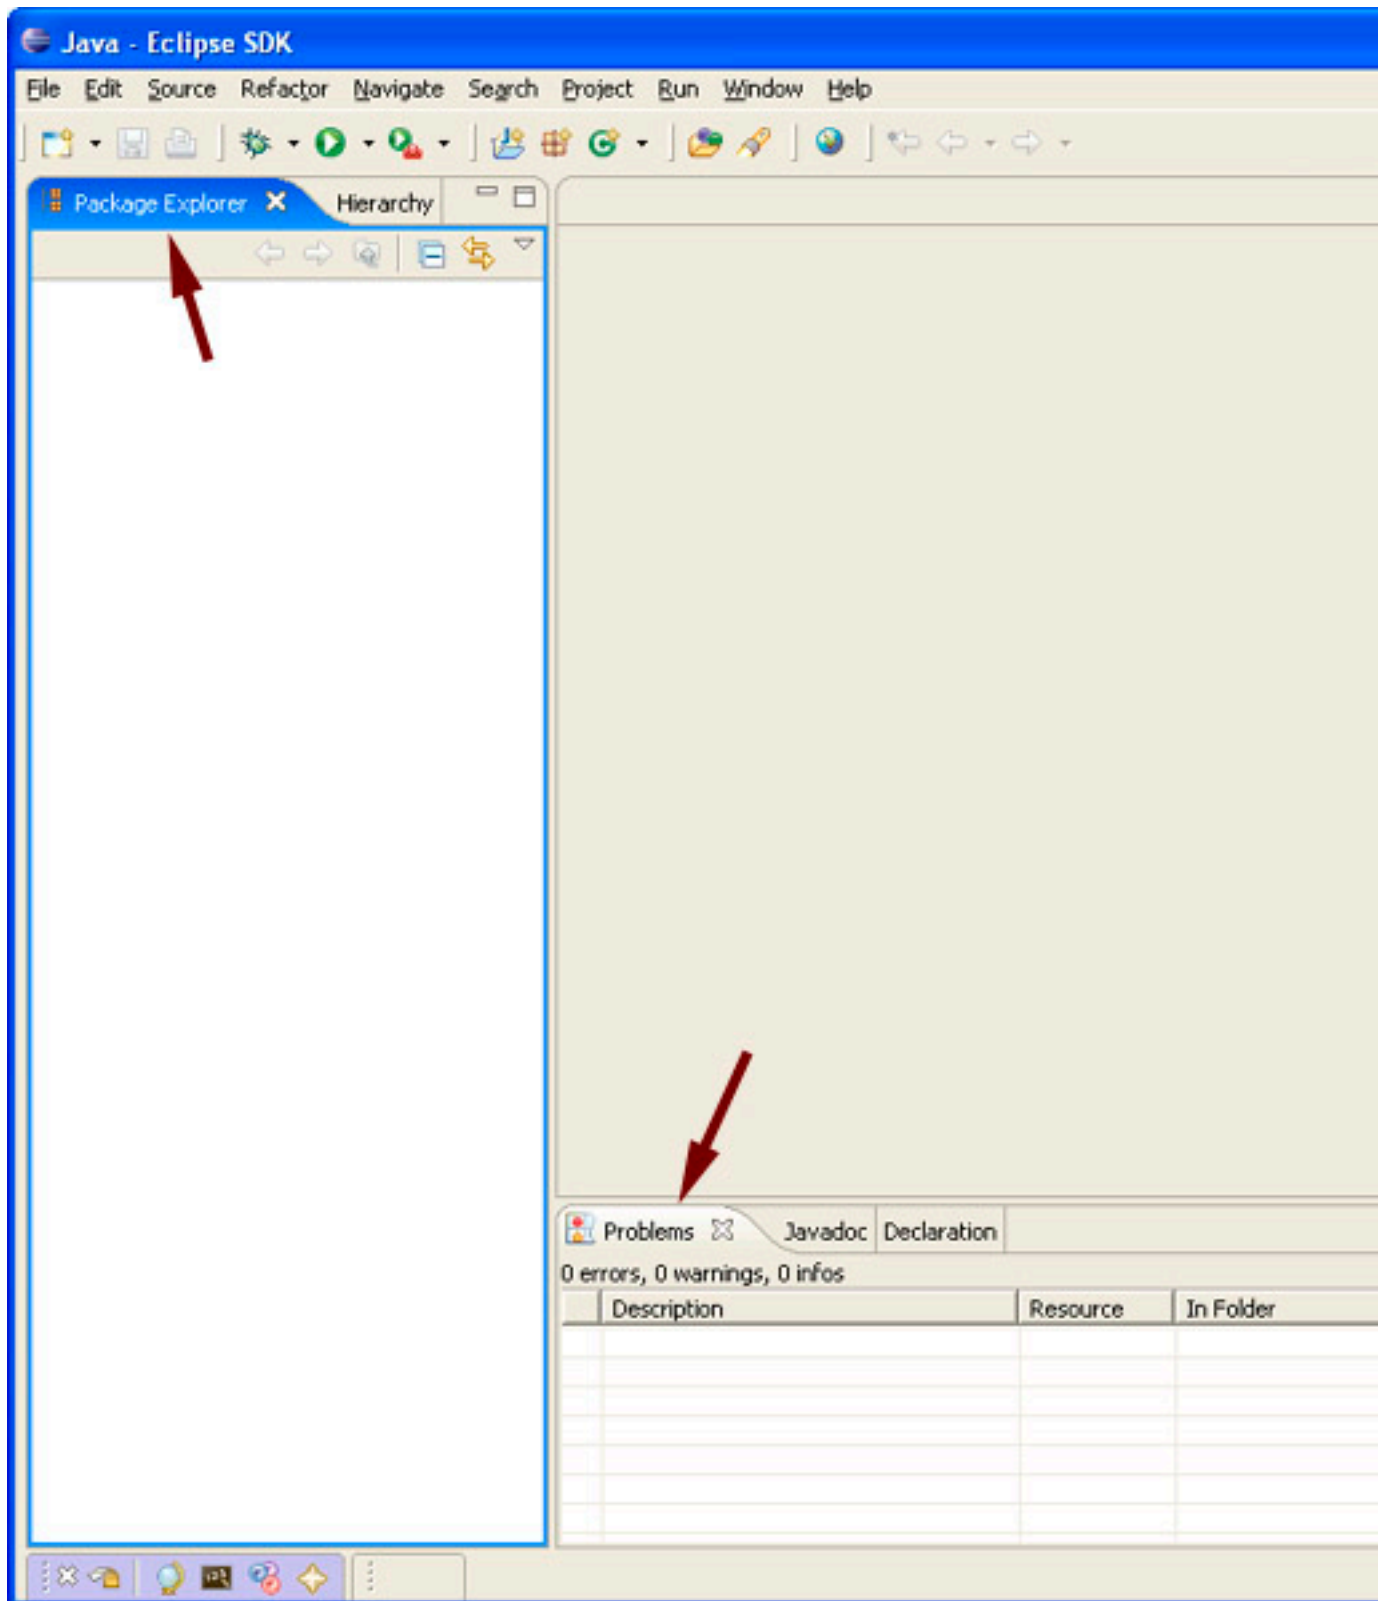 Java - Eclipse SDK
File Edit Source Refactor Navigate Search Project Run Window Help
Package Explorer Hierarchy
Problems Javadoc Declaration
0 errors, 0 warnings, 0 infos
Description Resource In Folder